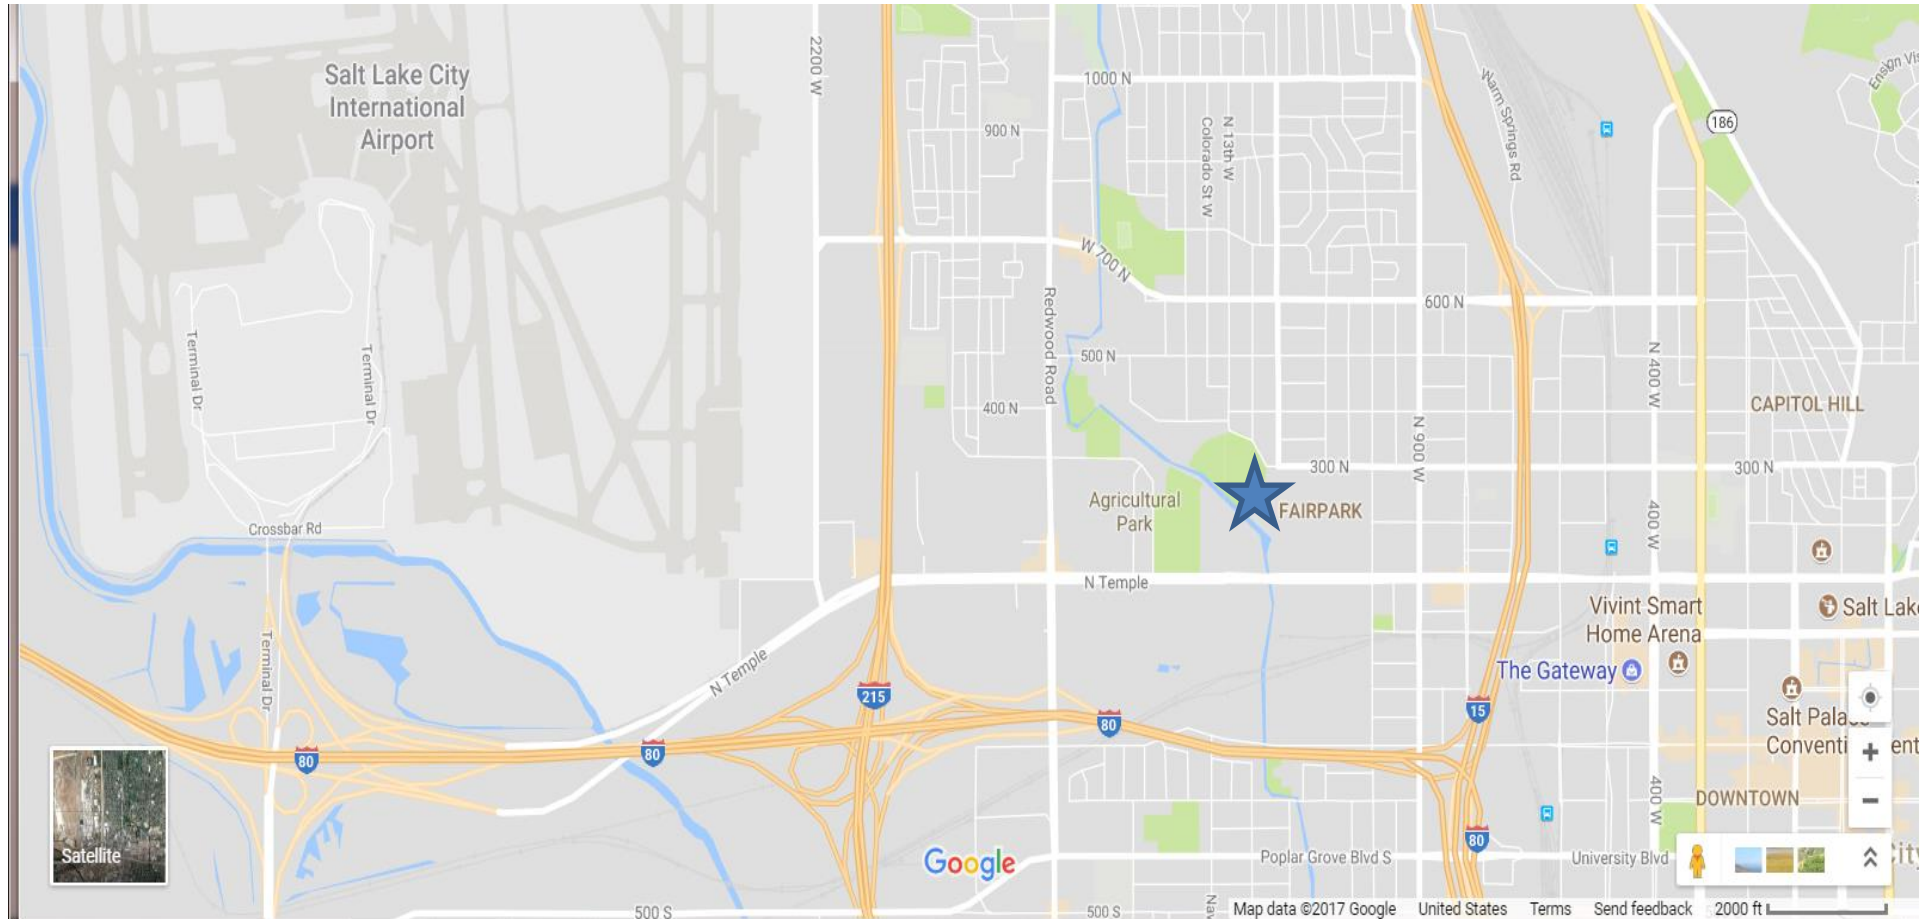 Salt Lake City
International
Airport
2200 W
1000 N
900 N
N 13th W
Colorado St W
Warm Springs Rd
186
W 700 N
Redwood Road
600 N
500 N
400 N
Terminal Dr
Terminal Dr
N 400 W
CAPITOL HILL
N 900 W
300 N
300 N
Agricultural
Park
FAIRPARK
400 W
Crossbar Rd
N Temple
Vivint Smart
Home Arena
Salt Lake
Terminal Dr
N Temple
The Gateway
215
15
80
80
80
Salt Palace
Conventi
ent
400 W
DOWNTOWN
80
Satellite
Google
Poplar Grove Blvd S
University Blvd
500 S
500 S
Map data ©2017 Google
United States
Terms
Send feedback
2000 ft